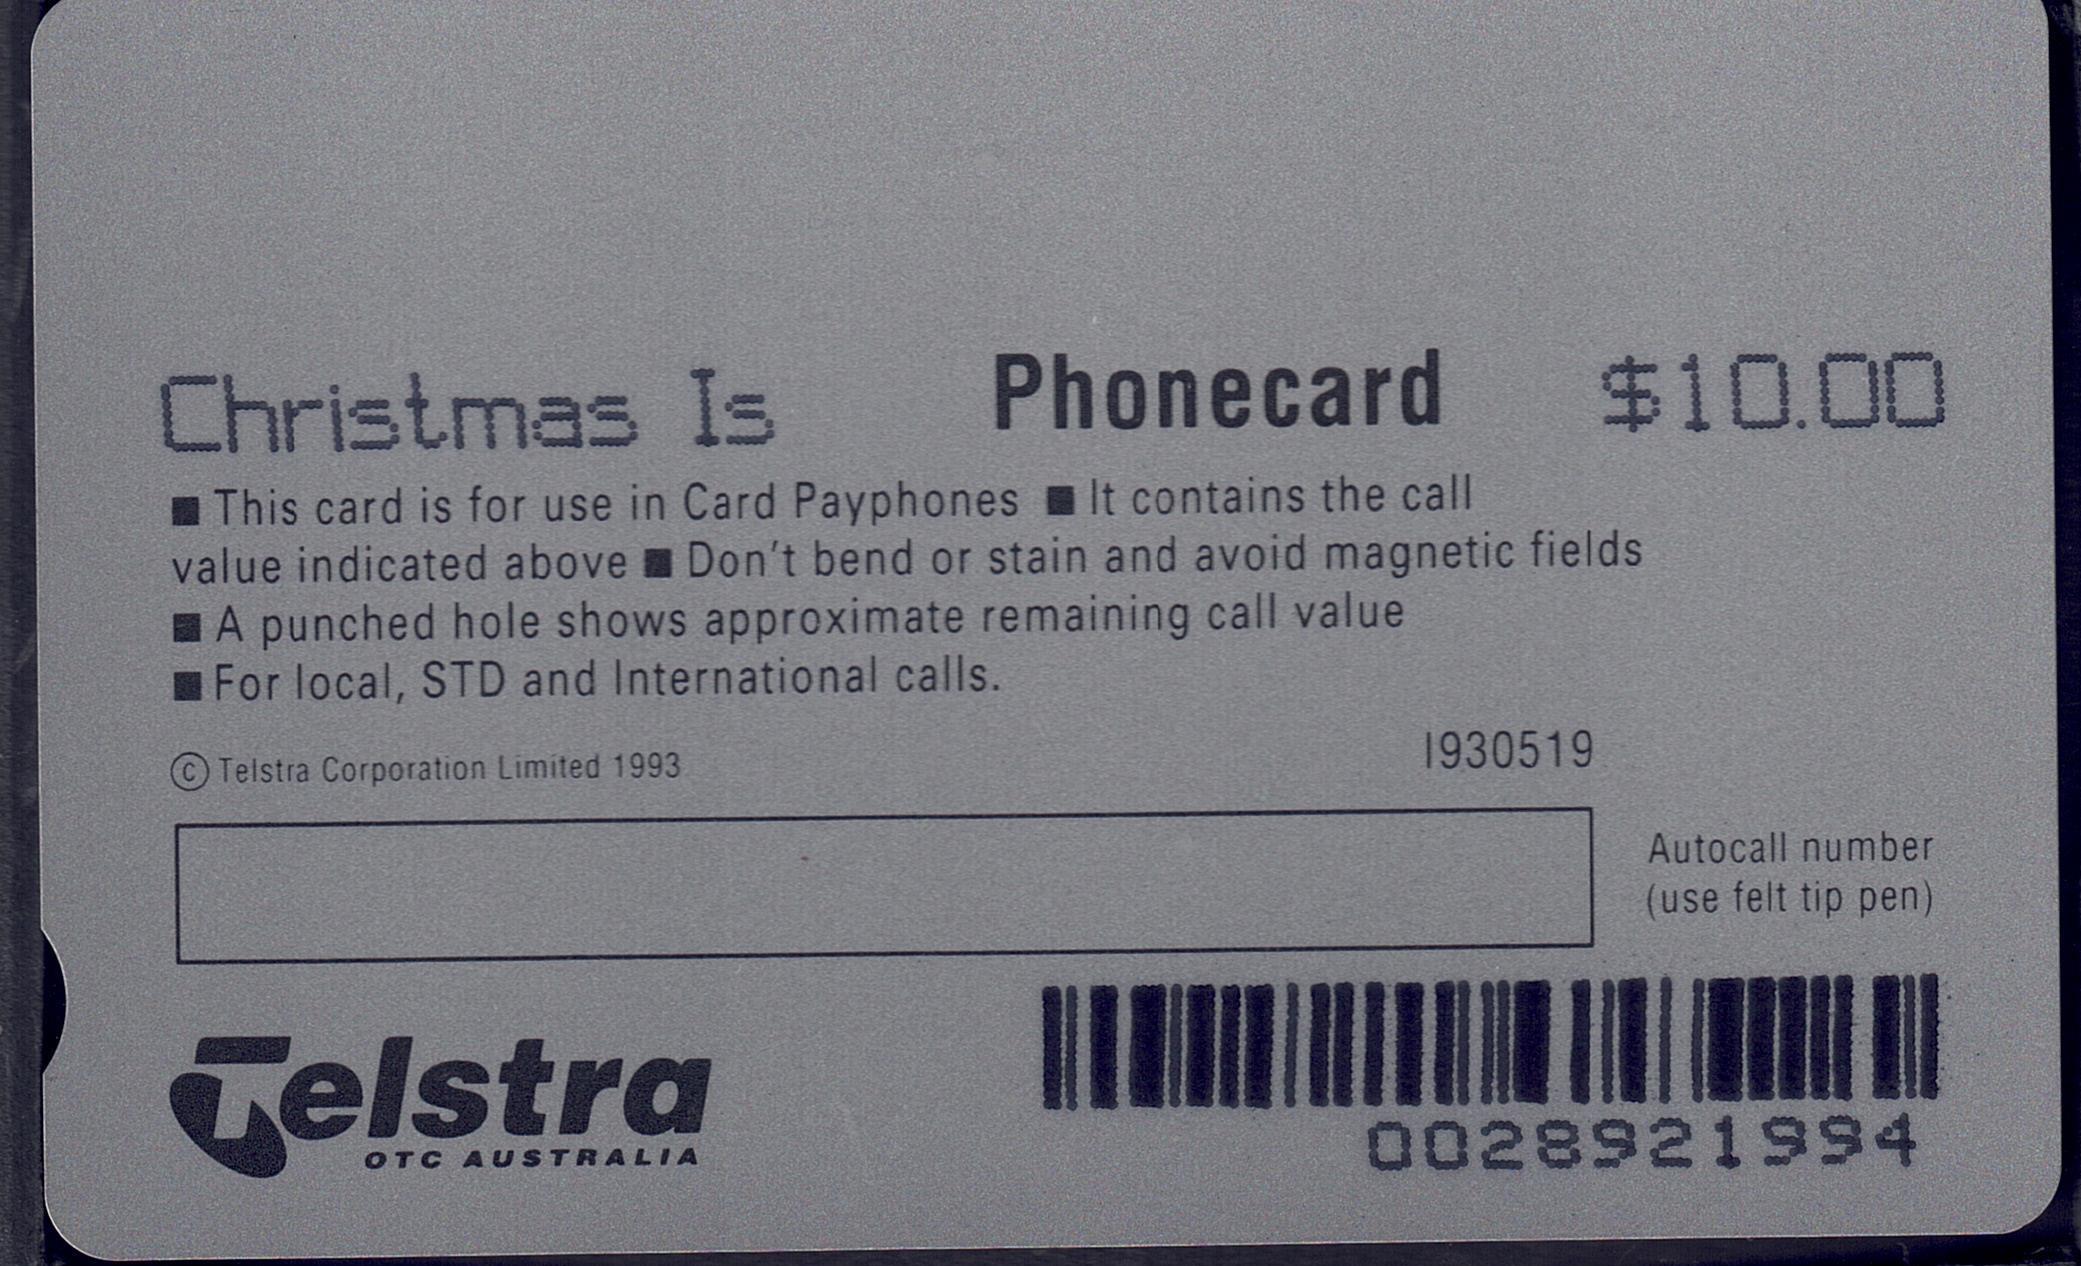 Christmas Is Phonecard $10.00
■ This card is for use in Card Payphones ■ It contains the call
value indicated above ■ Don't bend or stain and avoid magnetic fields
■ A punched hole shows approximate remaining call value
■ For local, STD and International calls.
I930519
© Telstra Corporation Limited 1993
Autocall number
(use felt tip pen)
Telstra
OTC AUSTRALIA
0028921994